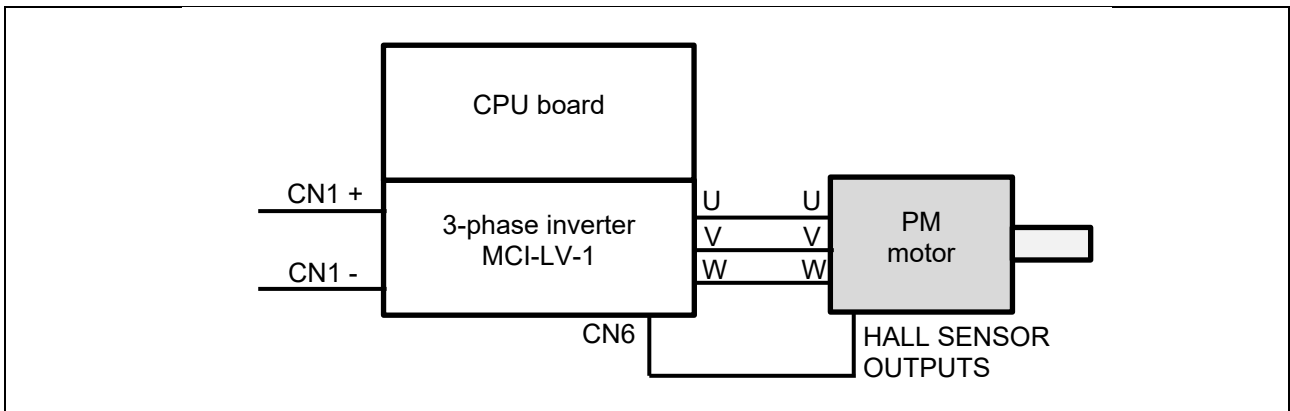 CPU board
CN1 +
3-phase inverter
MCI-LV-1
CN1 -
U
V
W
U
V
W
PM
motor
CN6
HALL SENSOR
OUTPUTS